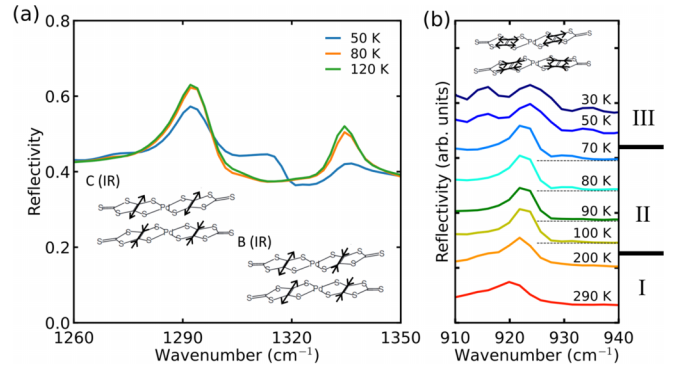 (a)
0.8
0.6
0.4
0.2
0.0
Reflectivity
50 K
80 K
120 K
C (IR)
B (IR)
1260
1290
1320
1350
Wavenumber (cm⁻¹)
(b)
Reflectivity (arb. units)
30 K
50 K
70 K
80 K
90 K
100 K
200 K
290 K
III
II
I
910
920
930
940
Wavenumber (cm⁻¹)